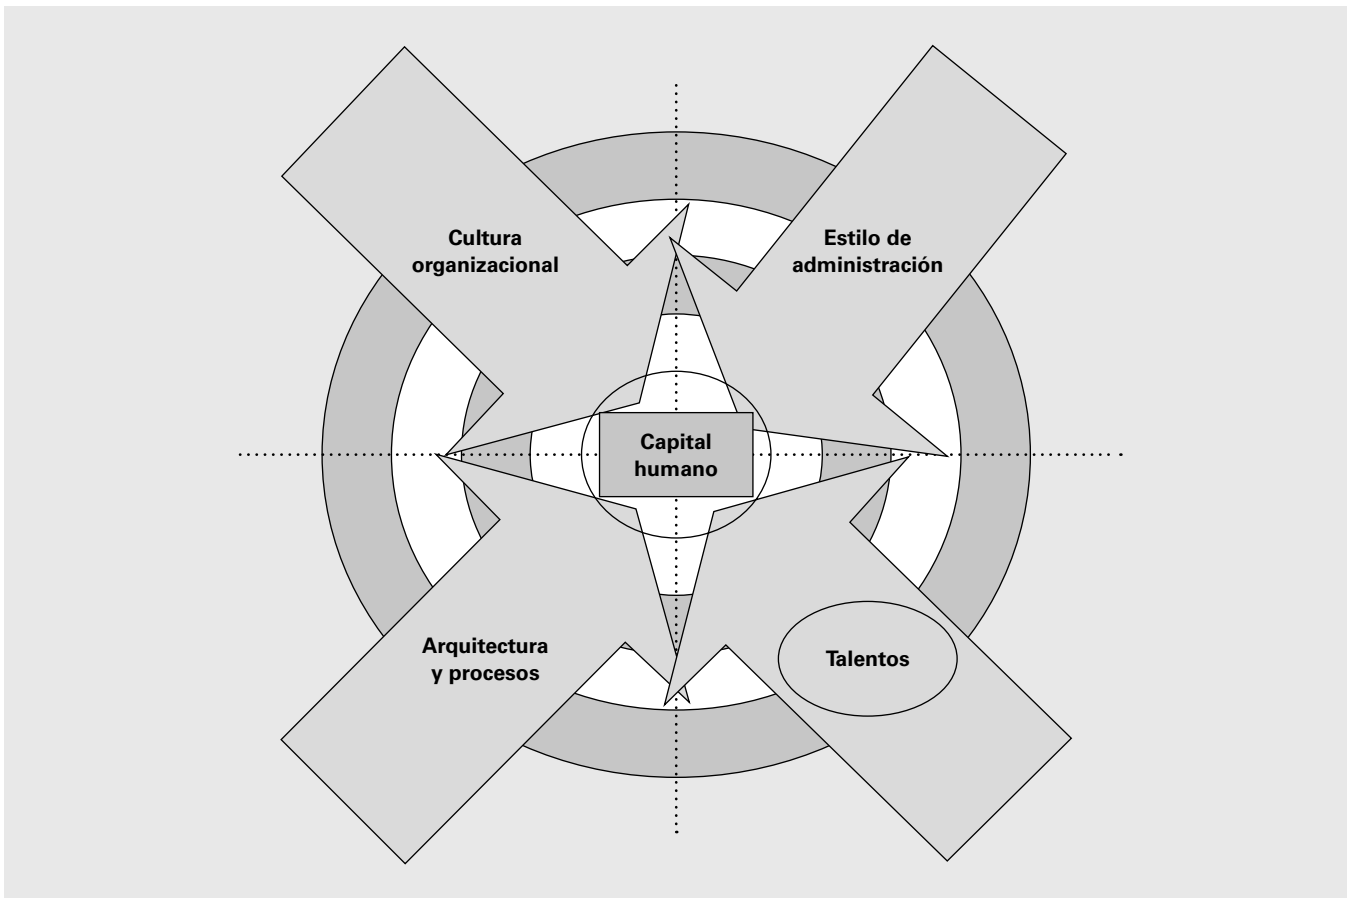 Cultura
organizacional
Estilo de
administración
Capital
humano
Arquitectura
y procesos
Talentos